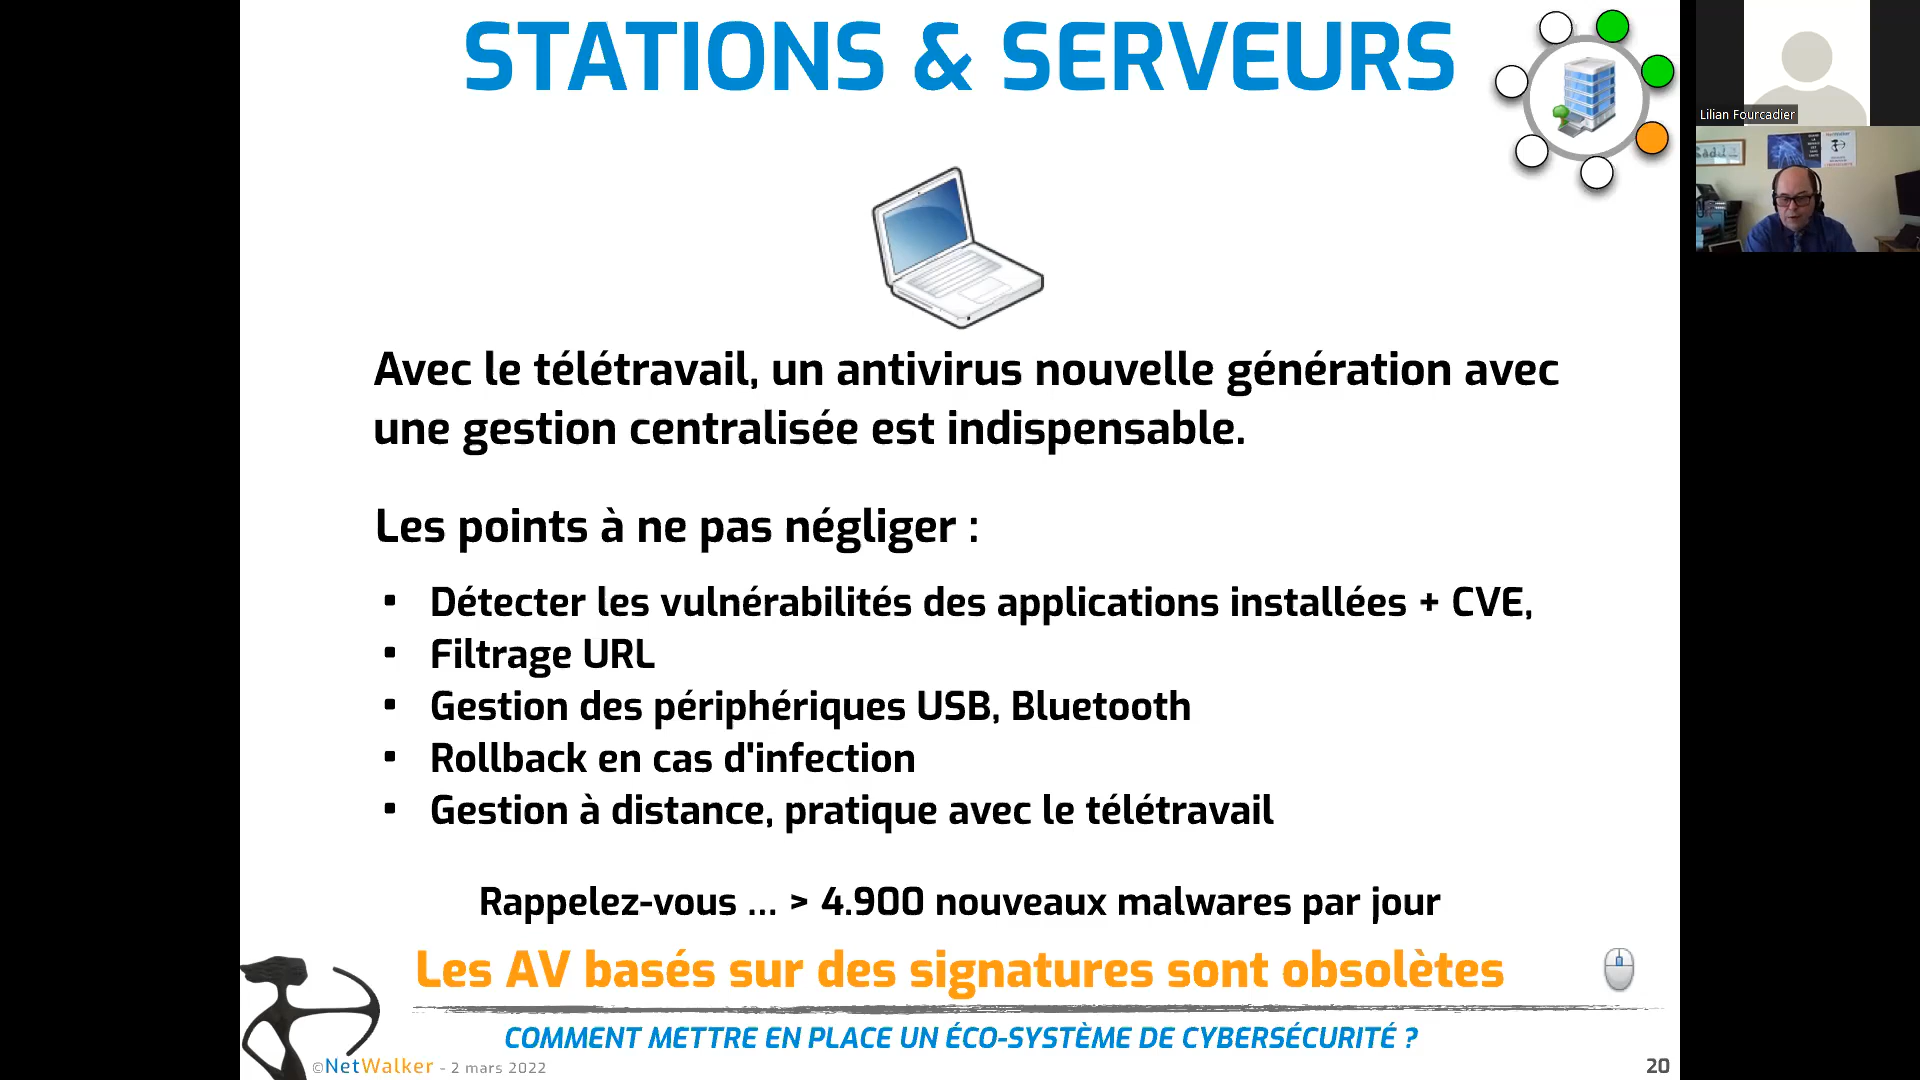 STATIONS & SERVEURS
Lilian Fourcadier
Avec le télétravail, un antivirus nouvelle génération avec
une gestion centralisée est indispensable.
Les points à ne pas négliger :
▪ Détecter les vulnérabilités des applications installées + CVE,
▪ Filtrage URL
▪ Gestion des périphériques USB, Bluetooth
▪ Rollback en cas d'infection
▪ Gestion à distance, pratique avec le télétravail
Rappelez-vous ... > 4.900 nouveaux malwares par jour
Les AV basés sur des signatures sont obsolètes
COMMENT METTRE EN PLACE UN ÉCO-SYSTÈME DE CYBERSÉCURITÉ ?
©NetWalker - 2 mars 2022
20